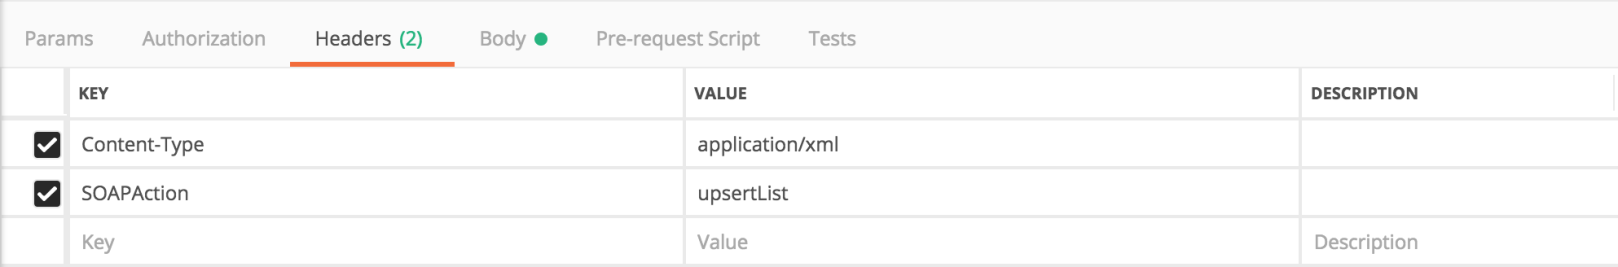 Params Authorization Headers (2) Body Pre-request Script Tests
KEY VALUE DESCRIPTION
Content-Type application/xml
SOAPAction upsertList
Key Value Description